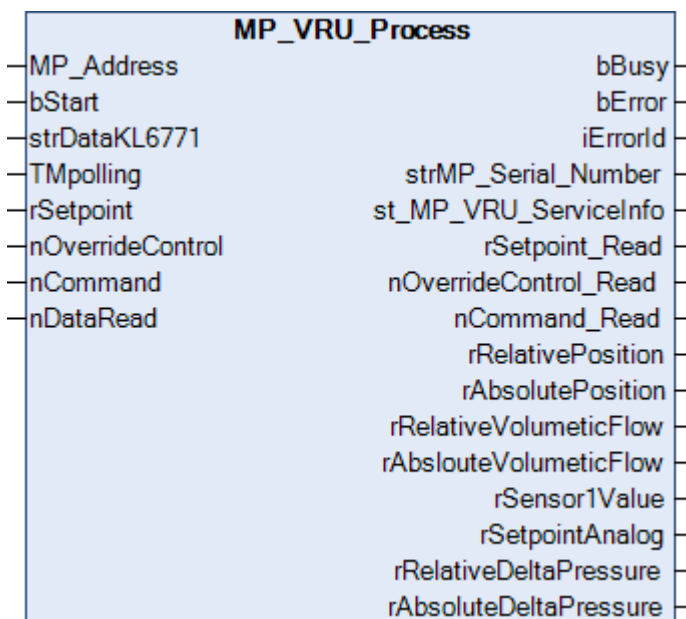 MP_VRU_Process
MP_Address bBusy
bStart bError
strDataKL6771 iErrorId
TMpolling strMP_Serial_Number
rSetpoint st_MP_VRU_ServiceInfo
nOverrideControl rSetpoint_Read
nCommand nOverrideControl_Read
nDataRead nCommand_Read
rRelativePosition
rAbsolutePosition
rRelativeVolumeticFlow
rAbslouteVolumeticFlow
rSensor1Value
rSetpointAnalog
rRelativeDeltaPressure
rAbsoluteDeltaPressure